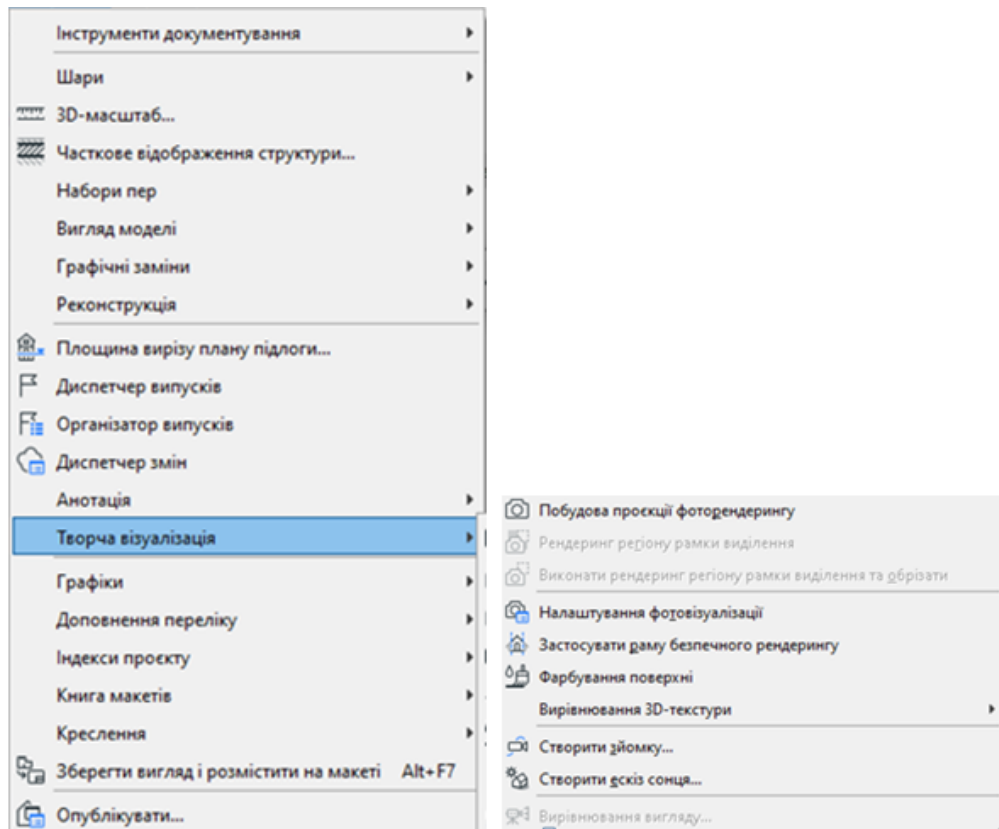 Інструменти документування
Шари
3D-масштаб...
Часткове відображення структури...
Набори пер
Вигляд моделі
Графічні заміни
Реконструкція
Площина вирізу плану підлоги...
Диспетчер випусків
Організатор випусків
Диспетчер змін
Анотація
Творча візуалізація
Графіки
Доповнення переліку
Індекси проєкту
Книга макетів
Креслення
Зберегти вигляд і розмістити на макеті Alt+F7
Опублікувати...
Побудова проєкції фоторендерингу
Рендеринг регіону рамки виділення
Виконати рендеринг регіону рамки виділення та обрізати
Налаштування фотовізуалізації
Застосувати раму безпечного рендерингу
Фарбування поверхні
Вирівнювання 3D-текстури
Створити зйомку...
Створити ескіз сонця...
Вирівнювання вигляду...